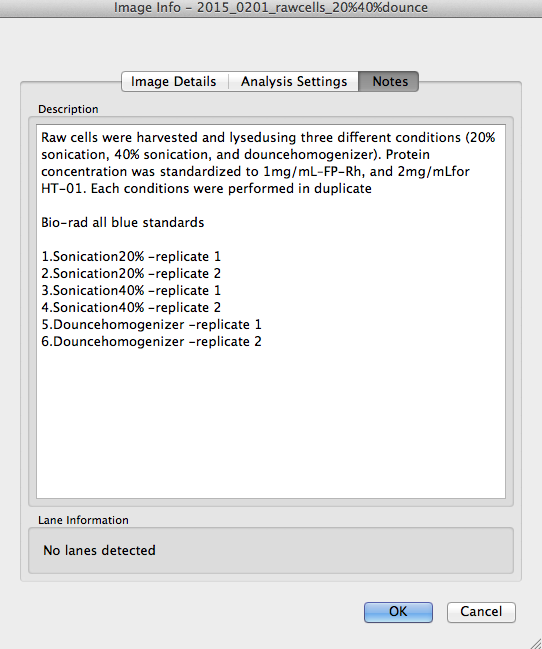 Image Info – 2015_0201_rawcells_20%40%dounce
Image Details Analysis Settings Notes
Description
Raw cells were harvested and lysedusing three different conditions (20%
sonication, 40% sonication, and douncehomogenizer). Protein
concentration was standardized to 1mg/mL-FP-Rh, and 2mg/mLfor
HT-01. Each conditions were performed in duplicate
Bio-rad all blue standards
1.Sonication20% –replicate 1
2.Sonication20% –replicate 2
3.Sonication40% –replicate 1
4.Sonication40% –replicate 2
5.Douncehomogenizer –replicate 1
6.Douncehomogenizer –replicate 2
Lane Information
No lanes detected
OK Cancel